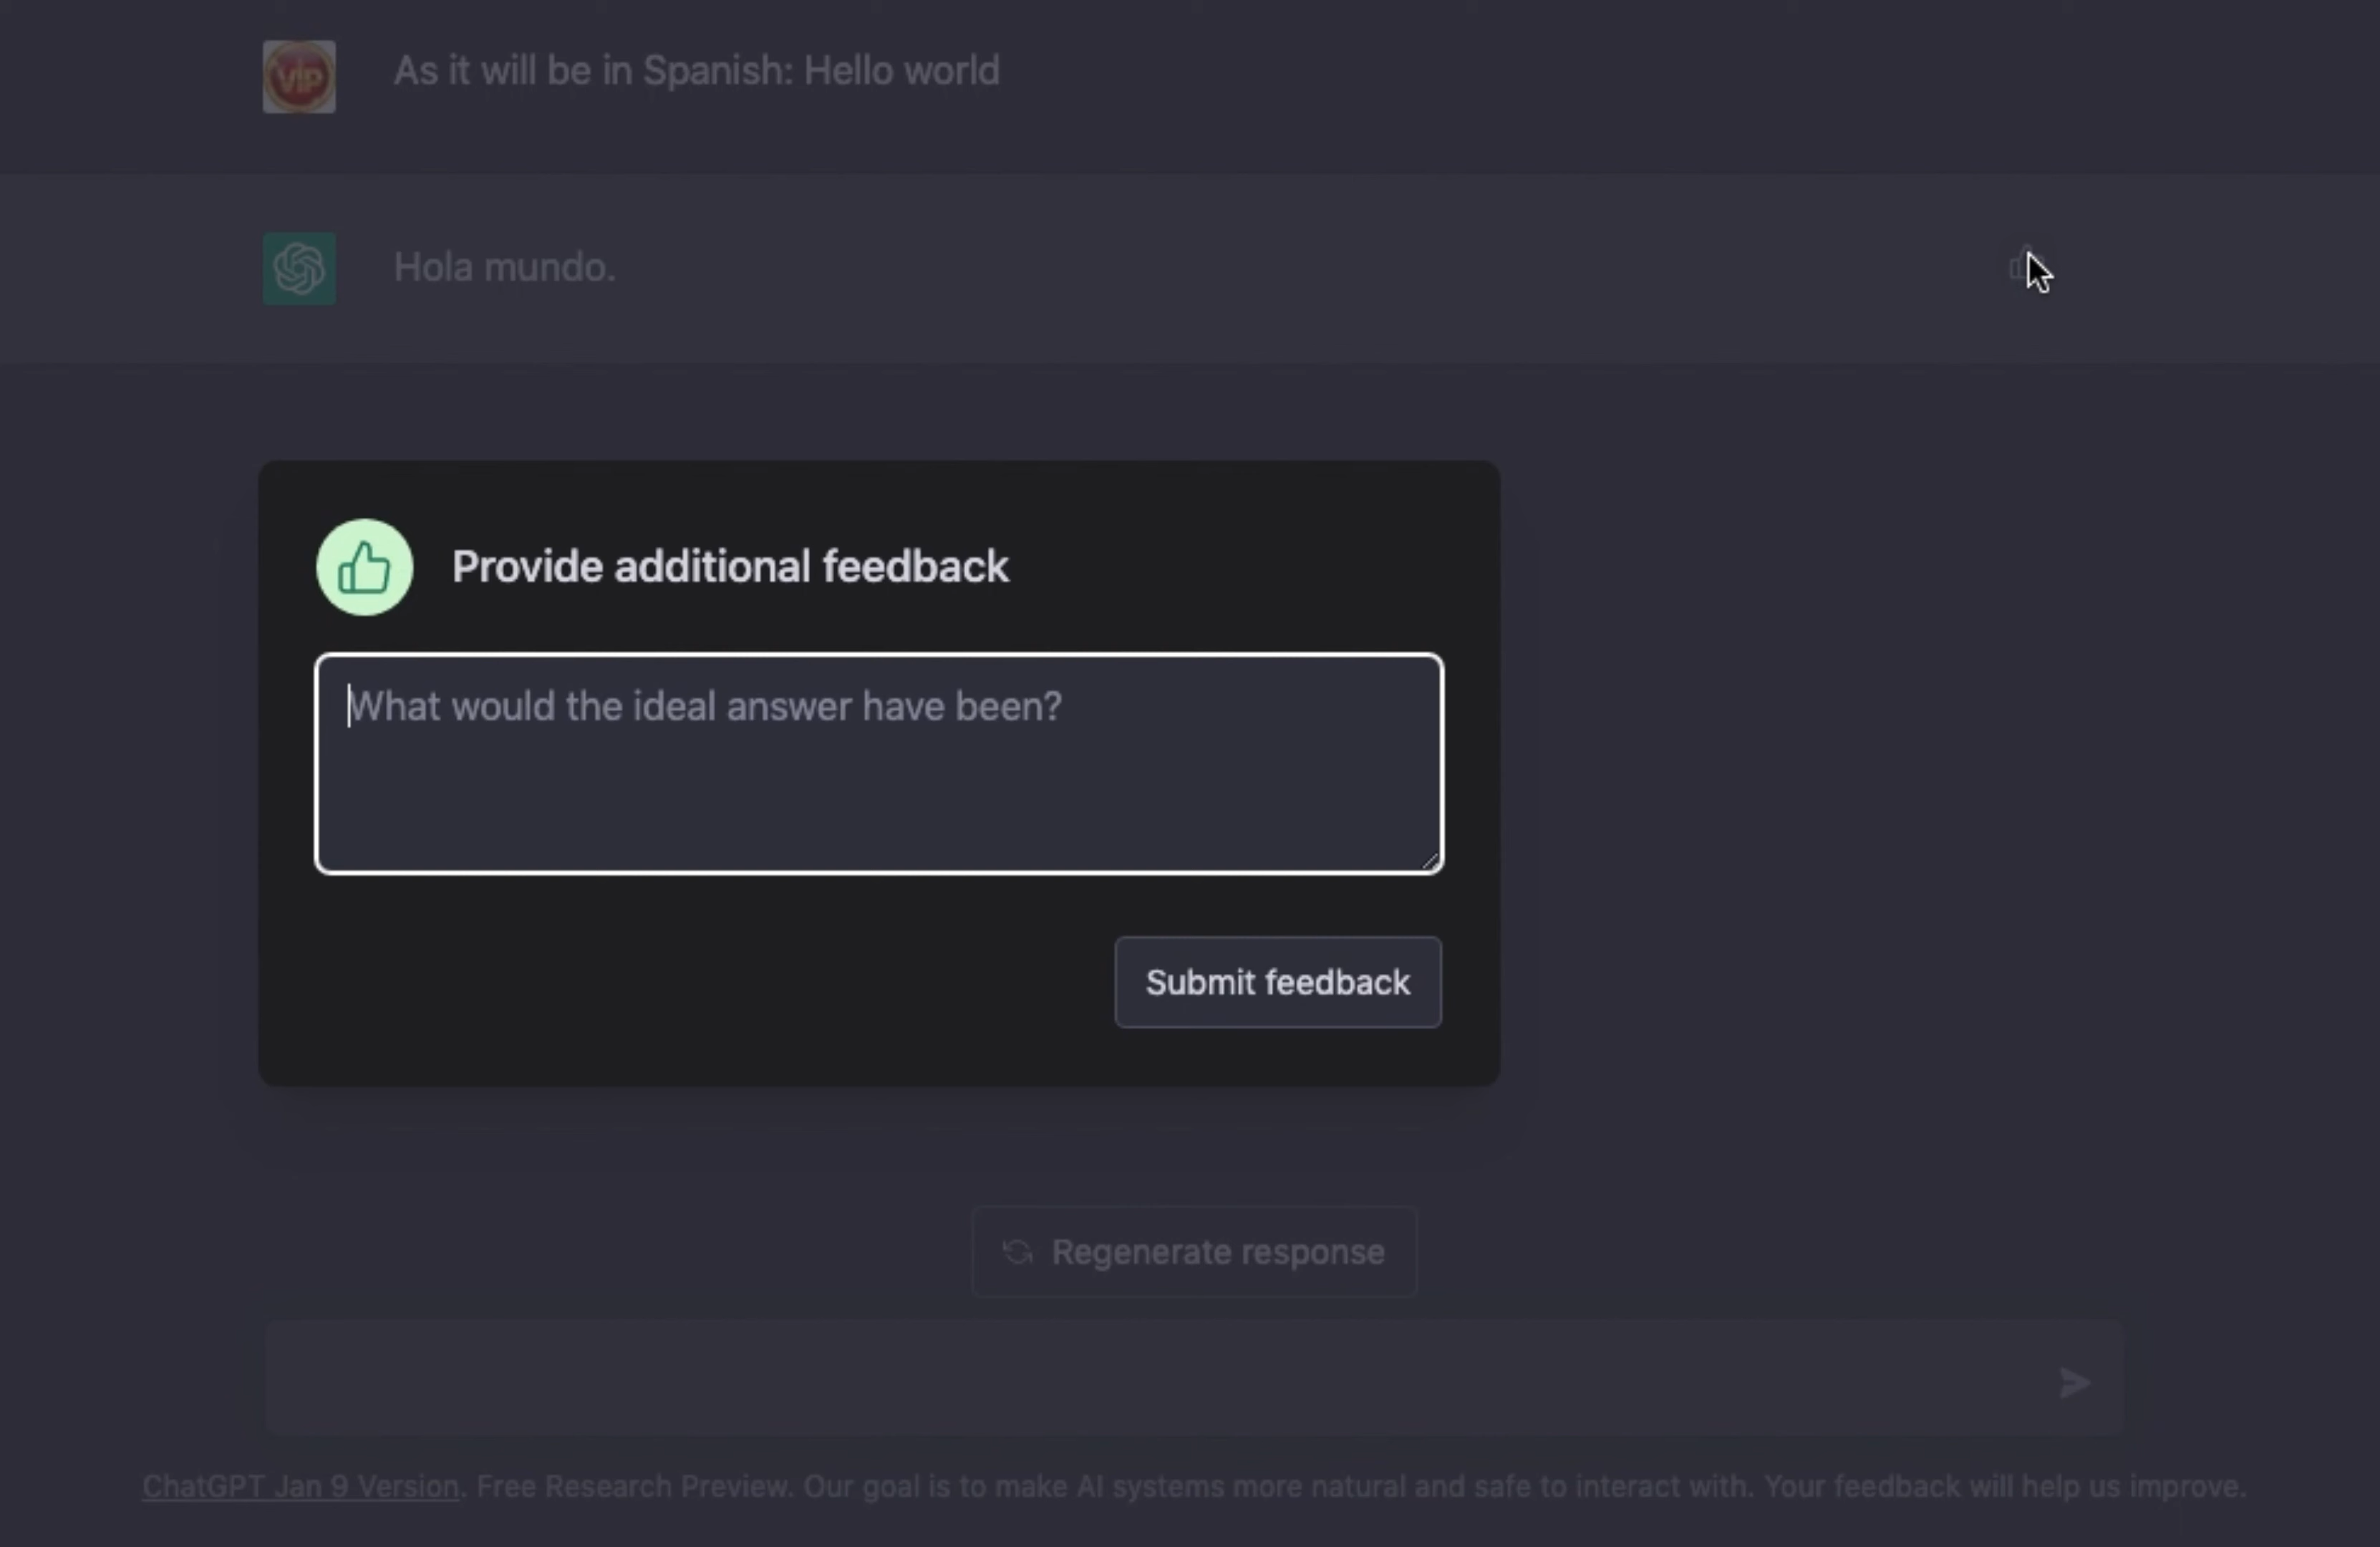 VIP
As it will be in Spanish: Hello world
Hola mundo.
Provide additional feedback
What would the ideal answer have been?
Submit feedback
Regenerate response
ChatGPT Jan 9 Version. Free Research Preview. Our goal is to make AI systems more natural and safe to interact with. Your feedback will help us improve.